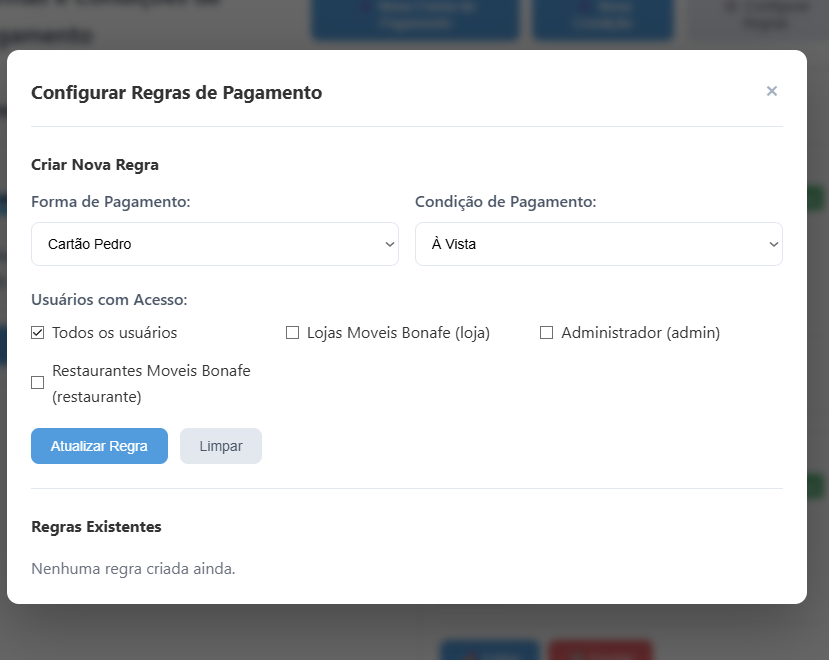 Configurar Regras de Pagamento
×
Criar Nova Regra
Forma de Pagamento:
Condição de Pagamento:
Cartão Pedro
À Vista
Usuários com Acesso:
Todos os usuários
Lojas Moveis Bonafe (loja)
Administrador (admin)
Restaurantes Moveis Bonafe
(restaurante)
Atualizar Regra
Limpar
Regras Existentes
Nenhuma regra criada ainda.